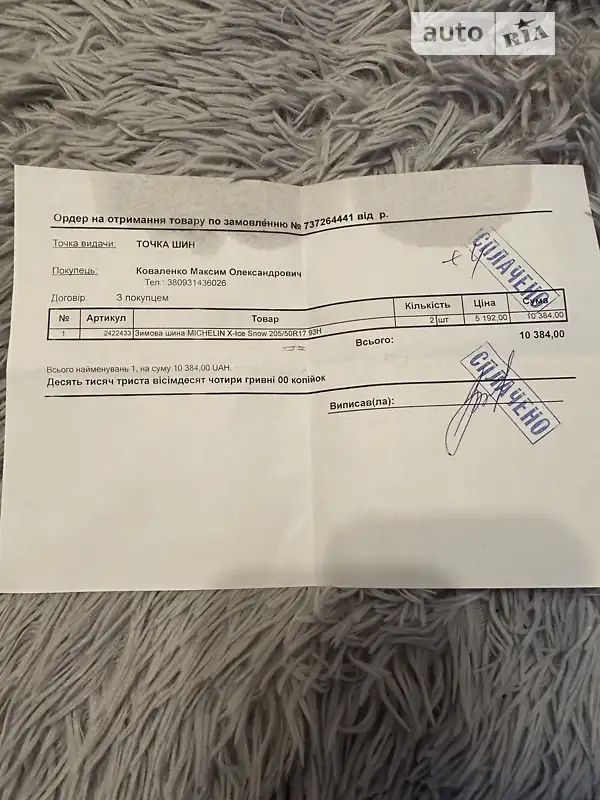 auto RIA
Ордер на отримання товару по замовленню № 737264441 від р.
Точка видачи: ТОЧКА ШИН
Покупець: Коваленко Максим Олександрович
Тел.: 380931436026
Договір: З покупцем
СПЛАЧЕНО
№ Артикул Товар Кількість Ціна Сума
1 2422433 Зимова шина MICHELIN X-Ice Snow 205/50R17 93H 2 шт 5 192,00 10 384,00
Всього: 10 384,00
Всього найменувань 1, на суму 10 384,00 UAH.
Десять тисяч триста вісімдесят чотири гривні 00 копійок
Виписав(ла):
СПЛАЧЕНО